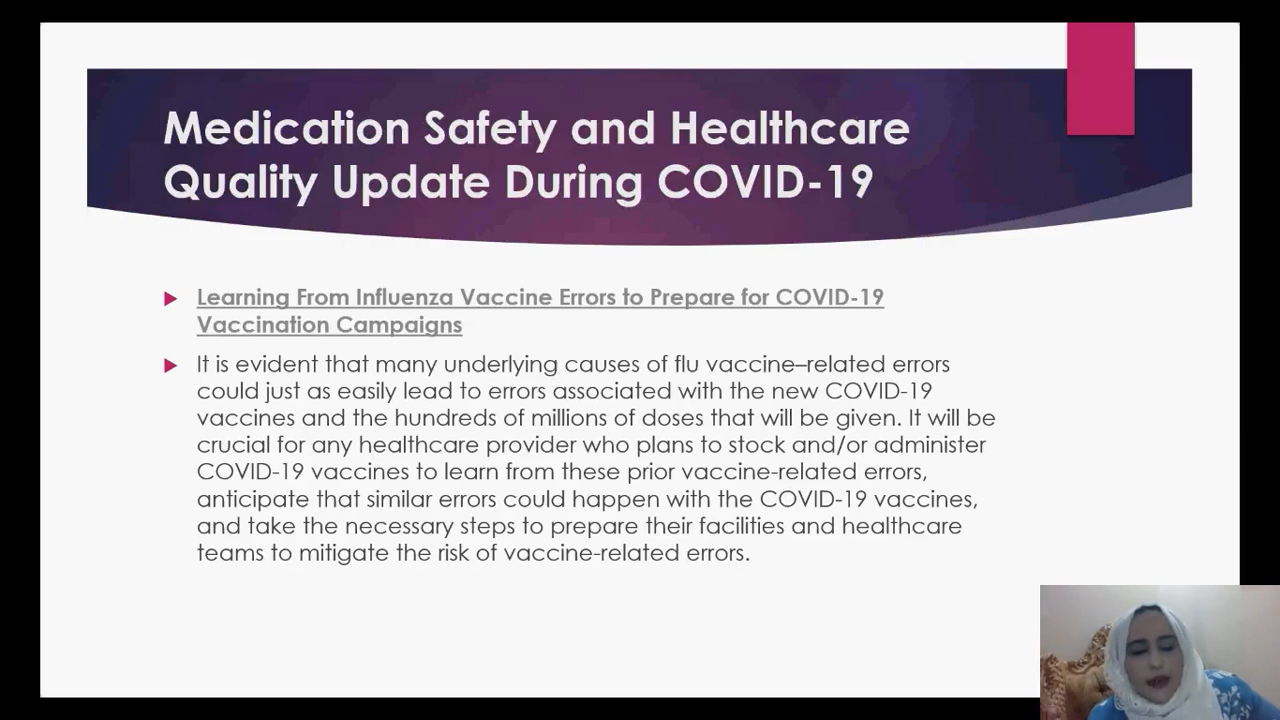 Medication Safety and Healthcare
Quality Update During COVID-19
Learning From Influenza Vaccine Errors to Prepare for COVID-19
Vaccination Campaigns
It is evident that many underlying causes of flu vaccine–related errors
could just as easily lead to errors associated with the new COVID-19
vaccines and the hundreds of millions of doses that will be given. It will be
crucial for any healthcare provider who plans to stock and/or administer
COVID-19 vaccines to learn from these prior vaccine-related errors,
anticipate that similar errors could happen with the COVID-19 vaccines,
and take the necessary steps to prepare their facilities and healthcare
teams to mitigate the risk of vaccine-related errors.